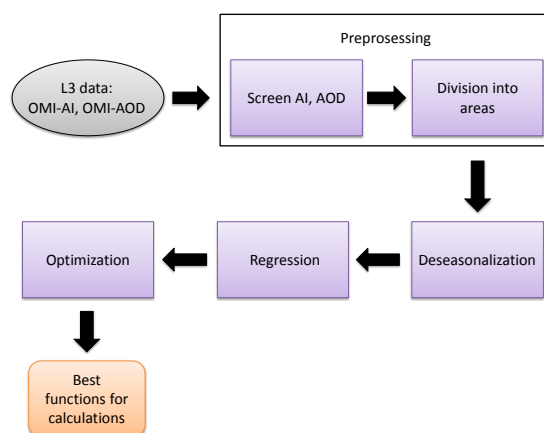 Preprosessing
L3 data:
OMI-AI, OMI-AOD
Screen AI, AOD
Division into
areas
Deseasonalization
Regression
Optimization
Best
functions for
calculations